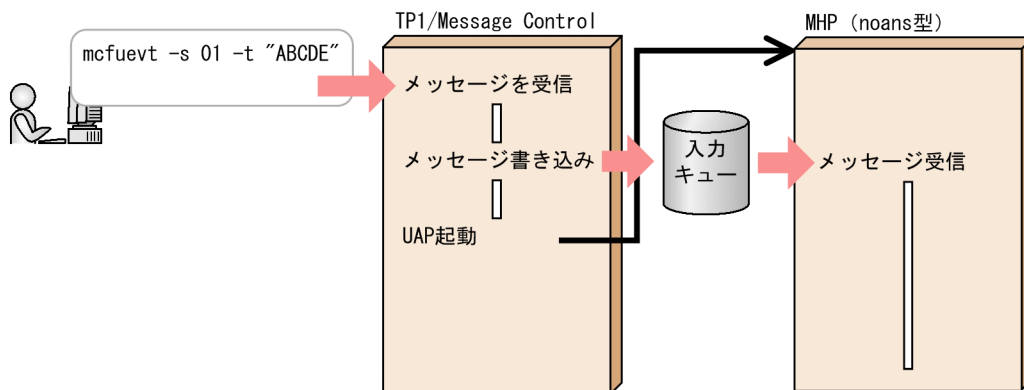 TP1/Message Control
MHP (noans型)
mcfuevt -s 01 -t "ABCDE"
メッセージを受信
メッセージ書き込み
入力
キュー
メッセージ受信
UAP起動